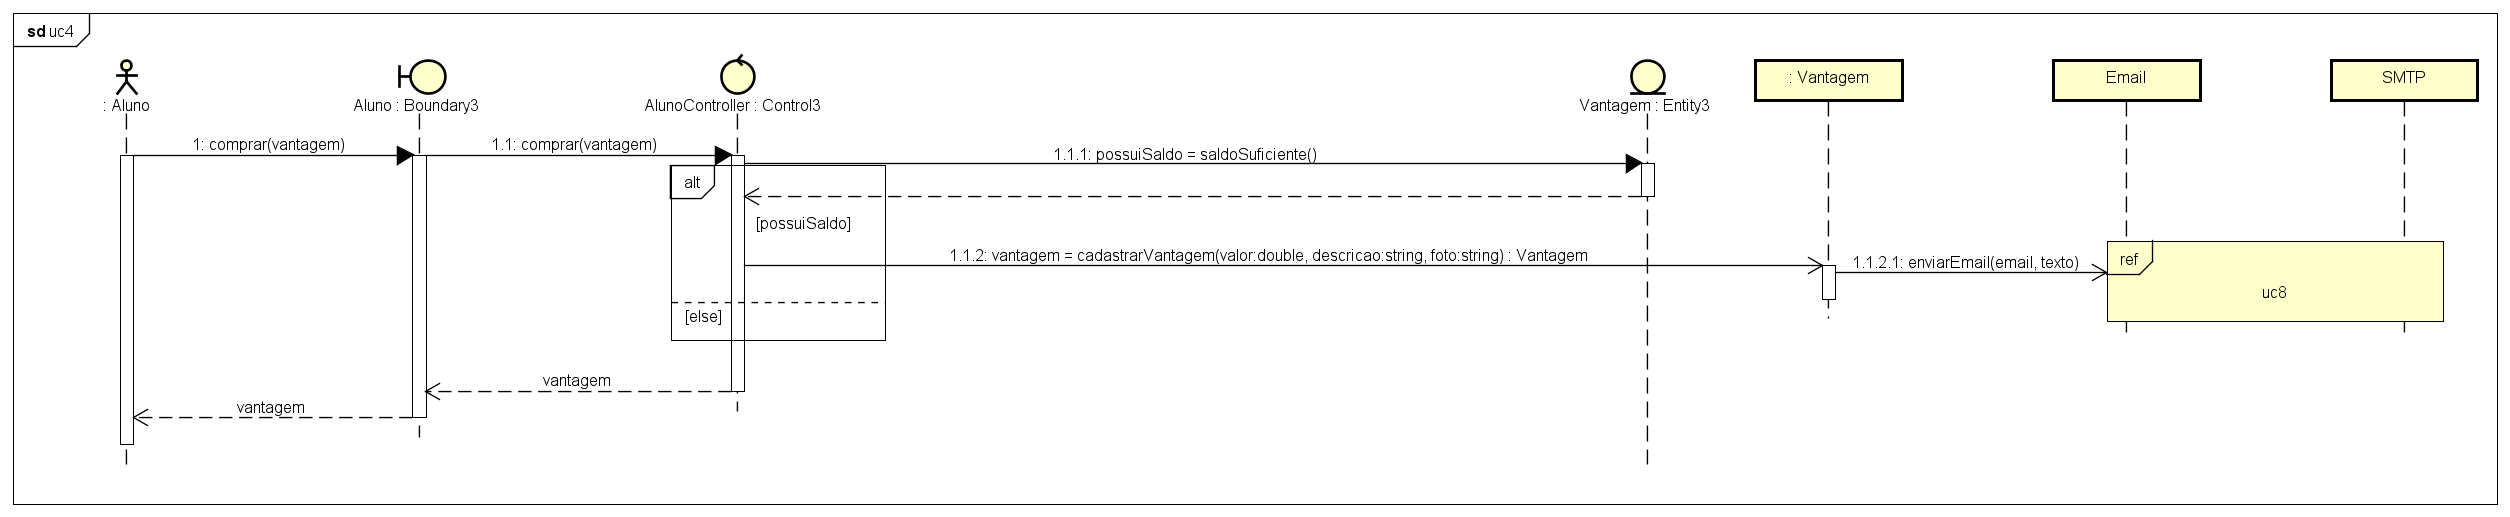 sd uc4
: Aluno
Aluno : Boundary3
AlunoController : Control3
Vantagem : Entity3
: Vantagem
Email
SMTP
1: comprar(vantagem)
1.1: comprar(vantagem)
1.1.1: possuiSaldo = saldoSuficiente()
alt
[possuiSaldo]
1.1.2: vantagem = cadastrarVantagem(valor:double, descricao:string, foto:string) : Vantagem
1.1.2.1: enviarEmail(email, texto)
ref
uc8
[else]
vantagem
vantagem